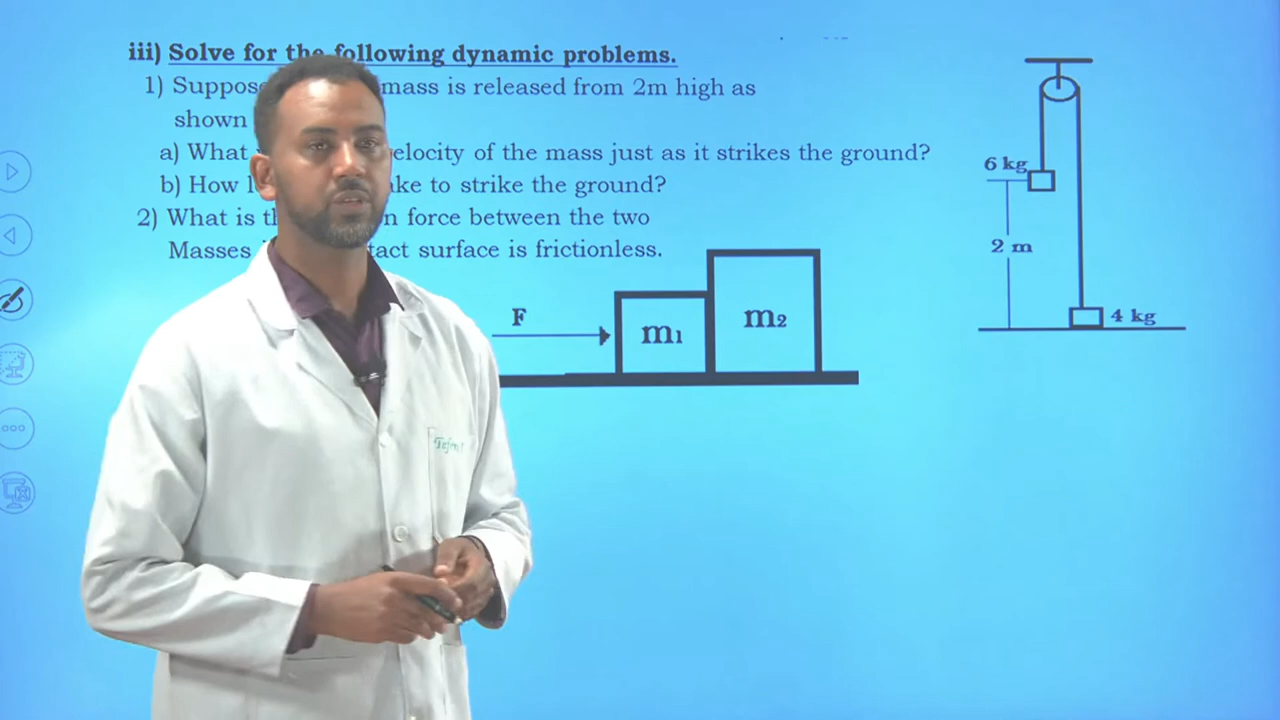 iii) Solve for the following dynamic problems.
1) Suppos mass is released from 2m high as
shown
a) What elocity of the mass just as it strikes the ground?
b) How ke to strike the ground?
2) What is th n force between the two
Masses tact surface is frictionless.
F
m₁
m₂
6 kg
2 m
4 kg